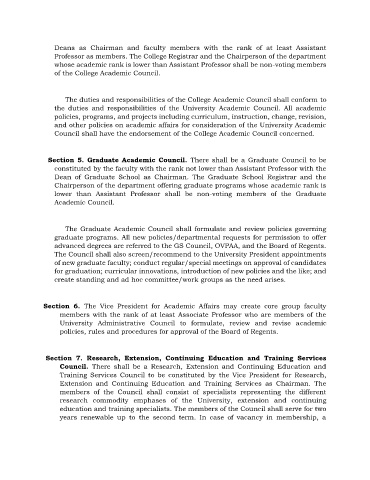 Deans as Chairman and faculty members with the rank of at least Assistant
Professor as members. The College Registrar and the Chairperson of the department
whose academic rank is lower than Assistant Professor shall be non-voting members
of the College Academic Council.
The duties and responsibilities of the College Academic Council shall conform to
the duties and responsibilities of the University Academic Council. All academic
policies, programs, and projects including curriculum, instruction, change, revision,
and other policies on academic affairs for consideration of the University Academic
Council shall have the endorsement of the College Academic Council concerned.
Section 5. Graduate Academic Council. There shall be a Graduate Council to be
constituted by the faculty with the rank not lower than Assistant Professor with the
Dean of Graduate School as Chairman. The Graduate School Registrar and the
Chairperson of the department offering graduate programs whose academic rank is
lower than Assistant Professor shall be non-voting members of the Graduate
Academic Council.
The Graduate Academic Council shall formulate and review policies governing
graduate programs. All new policies/departmental requests for permission to offer
advanced degrees are referred to the GS Council, OVPAA, and the Board of Regents.
The Council shall also screen/recommend to the University President appointments
of new graduate faculty; conduct regular/special meetings on approval of candidates
for graduation; curricular innovations, introduction of new policies and the like; and
create standing and ad hoc committee/work groups as the need arises.
Section 6. The Vice President for Academic Affairs may create core group faculty
members with the rank of at least Associate Professor who are members of the
University Administrative Council to formulate, review and revise academic
policies, rules and procedures for approval of the Board of Regents.
Section 7. Research, Extension, Continuing Education and Training Services
Council. There shall be a Research, Extension and Continuing Education and
Training Services Council to be constituted by the Vice President for Research,
Extension and Continuing Education and Training Services as Chairman. The
members of the Council shall consist of specialists representing the different
research commodity emphases of the University, extension and continuing
education and training specialists. The members of the Council shall serve for two
years renewable up to the second term. In case of vacancy in membership, a